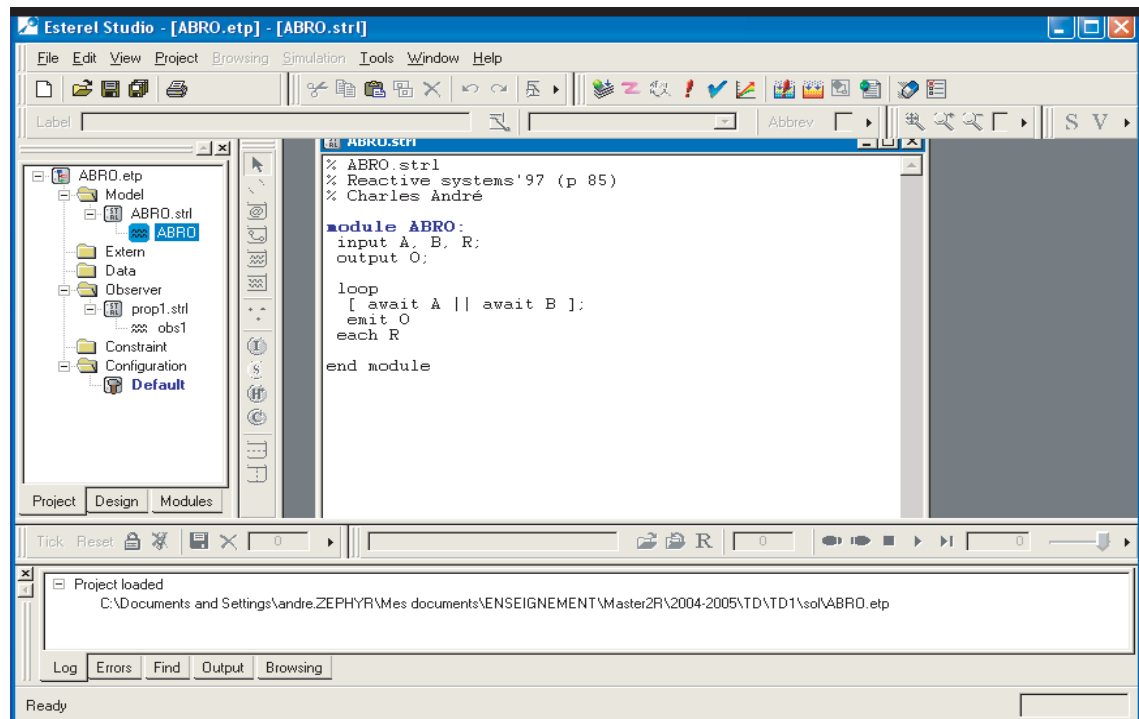 Esterel Studio - [ABRO.etp] - [ABRO.strl]
File Edit View Project Browsing Simulation Tools Window Help
Label Abbrev S V
ABRO.etp
Model
ABRO.strl
ABRO
Extern
Data
Observer
prop1.strl
obs1
Constraint
Configuration
Default
Project Design Modules
ABRO.strl
% ABRO.strl
% Reactive systems'97 (p 85)
% Charles André
module ABRO:
input A, B, R;
output O;
loop
[ await A || await B ];
emit O
each R
end module
Tick Reset 0 R 0 0
Project loaded
C:\Documents and Settings\andre.ZEPHYR\Mes documents\ENSEIGNEMENT\Master2R\2004-2005\TD\TD1\sol\ABRO.etp
Log Errors Find Output Browsing
Ready